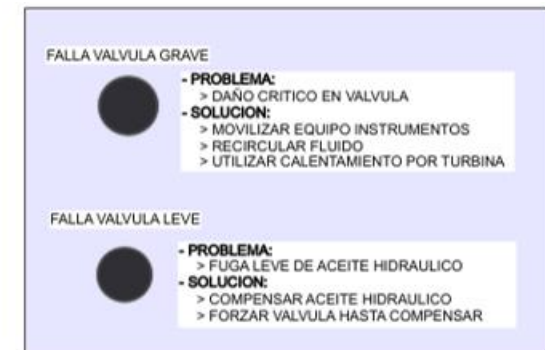 FALLA VALVULA GRAVE
- PROBLEMA:
> DAÑO CRITICO EN VALVULA
- SOLUCION:
> MOVILIZAR EQUIPO INSTRUMENTOS
> RECIRCULAR FLUIDO
> UTILIZAR CALENTAMIENTO POR TURBINA
FALLA VALVULA LEVE
- PROBLEMA:
> FUGA LEVE DE ACEITE HIDRAULICO
- SOLUCION:
> COMPENSAR ACEITE HIDRAULICO
> FORZAR VALVULA HASTA COMPENSAR